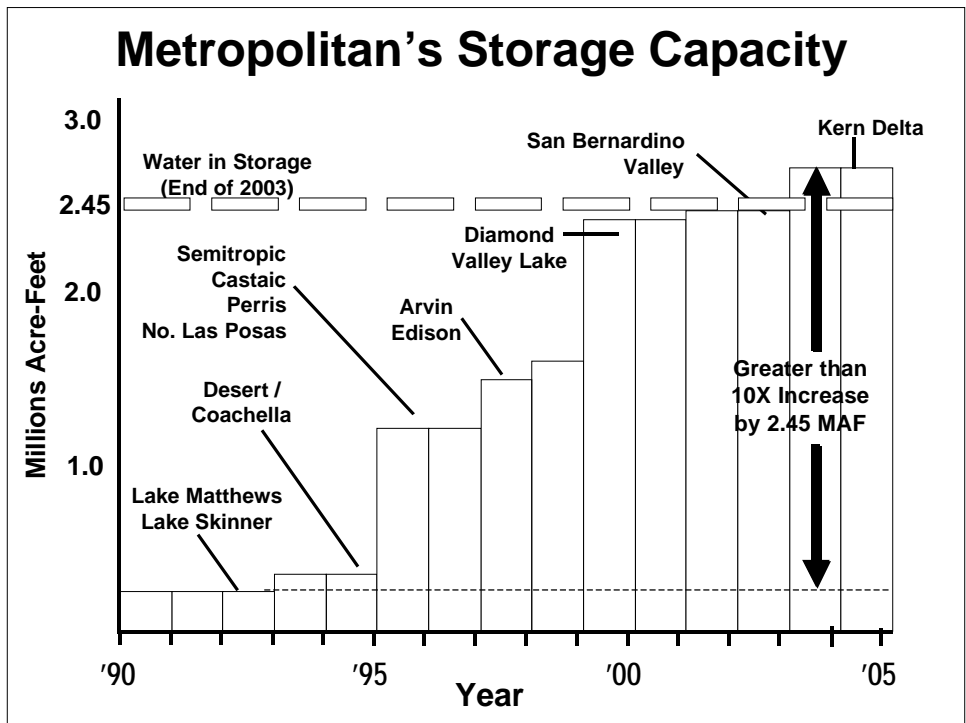 Metropolitan's Storage Capacity
3.0
Kern Delta
San Bernardino
Valley
Water in Storage
(End of 2003)
2.45
Diamond
Valley Lake
Semitropic
Castaic
Perris
No. Las Posas
2.0
Arvin
Edison
Millions Acre-Feet
Greater than
10X Increase
by 2.45 MAF
Desert /
Coachella
1.0
Lake Matthews
Lake Skinner
'90
'95
'00
'05
Year